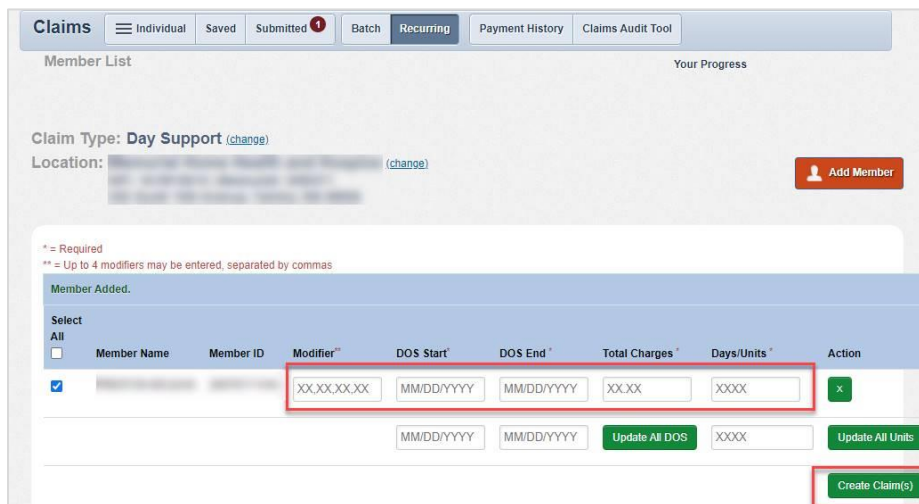 Claims Individual Saved Submitted 1 Batch Recurring Payment History Claims Audit Tool
Member List Your Progress
Claim Type: Day Support (change)
Location: (change)
Add Member
* = Required
** = Up to 4 modifiers may be entered, separated by commas
Member Added.
Select
All
Member Name Member ID Modifier** DOS Start* DOS End * Total Charges * Days/Units * Action
XX,XX,XX,XX MM/DD/YYYY MM/DD/YYYY XX.XX XXXX x
MM/DD/YYYY MM/DD/YYYY Update All DOS XXXX Update All Units
Create Claim(s)